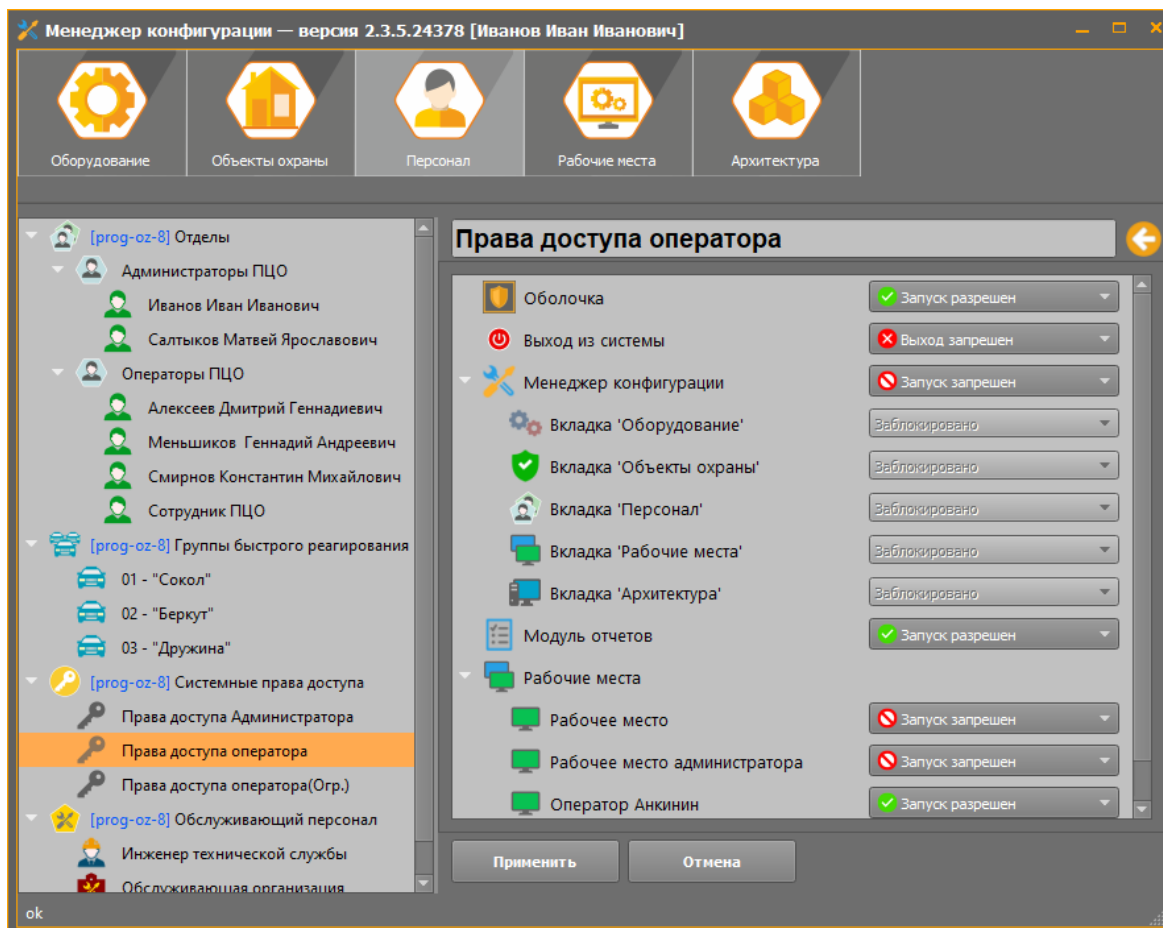 Менеджер конфигурации — версия 2.3.5.24378 [Иванов Иван Иванович]
Оборудование
Объекты охраны
Персонал
Рабочие места
Архитектура
[prog-oz-8] Отделы
Администраторы ПЦО
Иванов Иван Иванович
Салтыков Матвей Ярославович
Операторы ПЦО
Алексеев Дмитрий Геннадиевич
Меньшиков Геннадий Андреевич
Смирнов Константин Михайлович
Сотрудник ПЦО
[prog-oz-8] Группы быстрого реагирования
01 - "Сокол"
02 - "Беркут"
03 - "Дружина"
[prog-oz-8] Системные права доступа
Права доступа Администратора
Права доступа оператора
Права доступа оператора(Огр.)
[prog-oz-8] Обслуживающий персонал
Инженер технической службы
Обслуживающая организация
Права доступа оператора
Оболочка Запуск разрешен
Выход из системы Выход запрешен
Менеджер конфигурации Запуск запрешен
Вкладка 'Оборудование' Заблокировано
Вкладка 'Объекты охраны' Заблокировано
Вкладка 'Персонал' Заблокировано
Вкладка 'Рабочие места' Заблокировано
Вкладка 'Архитектура' Заблокировано
Модуль отчетов Запуск разрешен
Рабочие места
Рабочее место Запуск запрешен
Рабочее место администратора Запуск запрешен
Оператор Анкинин Запуск разрешен
Применить
Отмена
ok